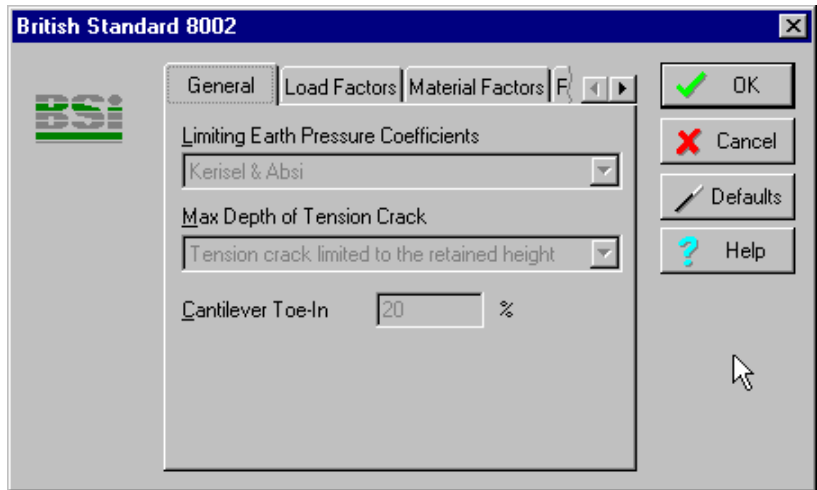 British Standard 8002
BSi
General
Load Factors
Material Factors
Limiting Earth Pressure Coefficients
Kerisel & Absi
Max Depth of Tension Crack
Tension crack limited to the retained height
Cantilever Toe-In 20 %
OK
Cancel
Defaults
Help